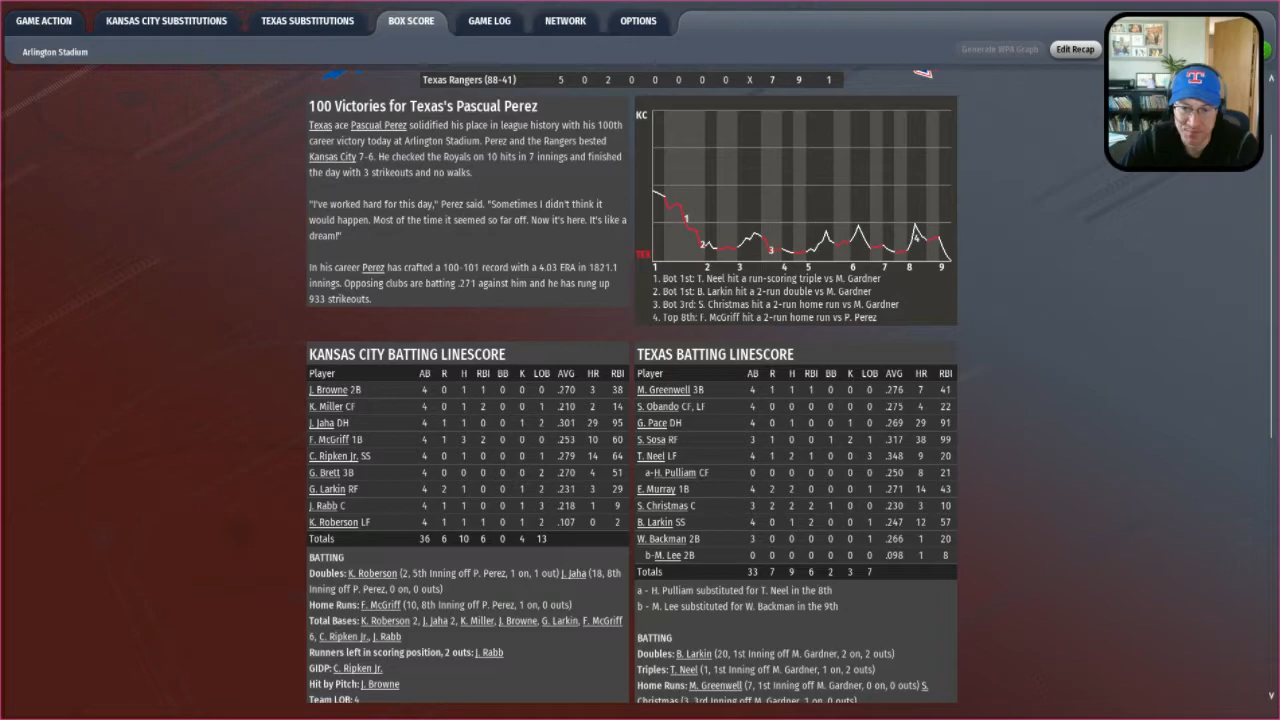 GAME ACTION KANSAS CITY SUBSTITUTIONS TEXAS SUBSTITUTIONS BOX SCORE GAME LOG NETWORK OPTIONS
Arlington Stadium Generate WPA Graph Edit Recap
Texas Rangers (88-41) 5 0 2 0 0 0 0 0 X 7 9 1
100 Victories for Texas's Pascual Perez
Texas ace Pascual Perez solidified his place in league history with his 100th
career victory today at Arlington Stadium. Perez and the Rangers bested
Kansas City 7-6. He checked the Royals on 10 hits in 7 innings and finished
the day with 3 strikeouts and no walks.
"I've worked hard for this day," Perez said. "Sometimes I didn't think it
would happen. Most of the time it seemed so far off. Now it's here. It's like a
dream!"
In his career Perez has crafted a 100-101 record with a 4.03 ERA in 1821.1
innings. Opposing clubs are batting .271 against him and he has rung up
933 strikeouts.
KC
1
2
3
4
TEX
1 2 3 4 5 6 7 8 9
1. Bot 1st: T. Neel hit a run-scoring triple vs M. Gardner
2. Bot 1st: B. Larkin hit a 2-run double vs M. Gardner
3. Bot 3rd: S. Christmas hit a 2-run home run vs M. Gardner
4. Top 8th: F. McGriff hit a 2-run home run vs P. Perez
KANSAS CITY BATTING LINESCORE
Player AB R H RBI BB K LOB AVG HR RBI
J. Browne 2B 4 0 1 1 0 0 0 .270 3 38
K. Miller CF 4 0 1 2 0 0 1 .210 2 14
J. Jaha DH 4 1 1 0 0 1 2 .301 29 95
F. McGriff 1B 4 1 3 2 0 0 0 .253 10 60
C. Ripken Jr. SS 4 0 1 0 0 0 1 .279 14 64
G. Brett 3B 4 0 0 0 0 0 2 .270 4 51
G. Larkin RF 4 2 1 0 0 1 2 .231 3 29
J. Rabb C 4 1 1 0 0 1 3 .218 1 9
K. Roberson LF 4 1 1 1 0 1 2 .107 0 2
Totals 36 6 10 6 0 4 13
BATTING
Doubles: K. Roberson (2, 5th Inning off P. Perez, 1 on, 1 out) J. Jaha (18, 8th
Inning off P. Perez, 0 on, 0 outs)
Home Runs: F. McGriff (10, 8th Inning off P. Perez, 1 on, 0 outs)
Total Bases: K. Roberson 2, J. Jaha 2, K. Miller, J. Browne, G. Larkin, F. McGriff
6, C. Ripken Jr., J. Rabb
Runners left in scoring position, 2 outs: J. Rabb
GIDP: C. Ripken Jr.
Hit by Pitch: J. Browne
Team LOB: 4
TEXAS BATTING LINESCORE
Player AB R H RBI BB K LOB AVG HR RBI
M. Greenwell 3B 4 1 1 1 0 0 0 .276 7 41
S. Obando CF, LF 4 0 0 0 0 0 0 .275 4 22
G. Pace DH 4 0 1 0 0 1 0 .269 29 91
S. Sosa RF 3 1 0 0 1 2 1 .317 38 99
T. Neel LF 4 1 2 1 0 0 3 .348 9 20
a-H. Pulliam CF 0 0 0 0 0 0 0 .250 8 21
E. Murray 1B 4 2 2 0 0 0 1 .271 14 43
S. Christmas C 3 2 2 2 1 0 0 .230 3 10
B. Larkin SS 4 0 1 2 0 0 1 .247 12 57
W. Backman 2B 3 0 0 0 0 0 1 .266 1 20
b-M. Lee 2B 0 0 0 0 0 0 0 .098 1 8
Totals 33 7 9 6 2 3 7
a - H. Pulliam substituted for T. Neel in the 8th
b - M. Lee substituted for W. Backman in the 9th
BATTING
Doubles: B. Larkin (20, 1st Inning off M. Gardner, 2 on, 2 outs)
Triples: T. Neel (1, 1st Inning off M. Gardner, 1 on, 2 outs)
Home Runs: M. Greenwell (7, 1st Inning off M. Gardner, 0 on, 0 outs) S.
Christmas (3, 3rd Inning off M. Gardner, 1 on, 0 outs)
T